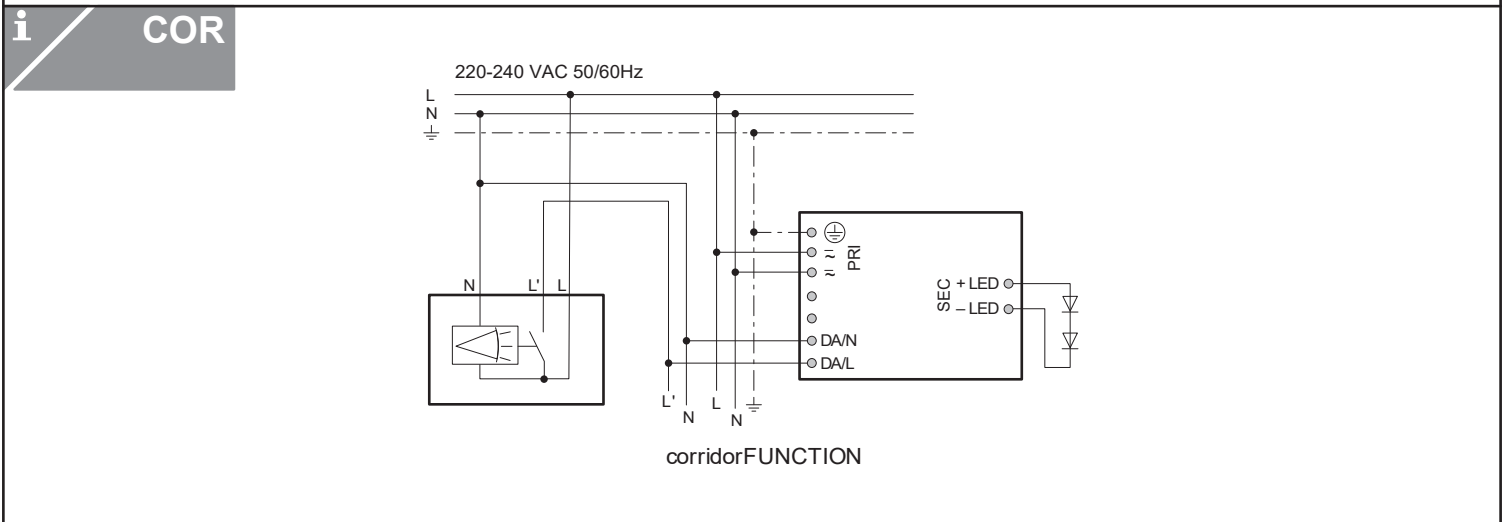 i
COR
220-240 VAC 50/60Hz
L
N
N L' L
PRI
SEC
+ LED
– LED
DA/N
DA/L
L' N L N
corridorFUNCTION